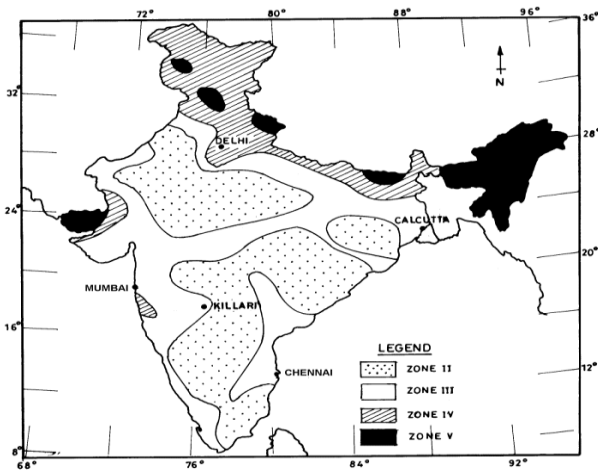 72° 80° 88° 96°
36°
32°
N
28°
DELHI
24°
CALCUTTA
20°
MUMBAI
KILLARI
16°
LEGEND
ZONE II
CHENNAI
12°
ZONE III
ZONE IV
ZONE V
8°
68° 76° 84° 92°